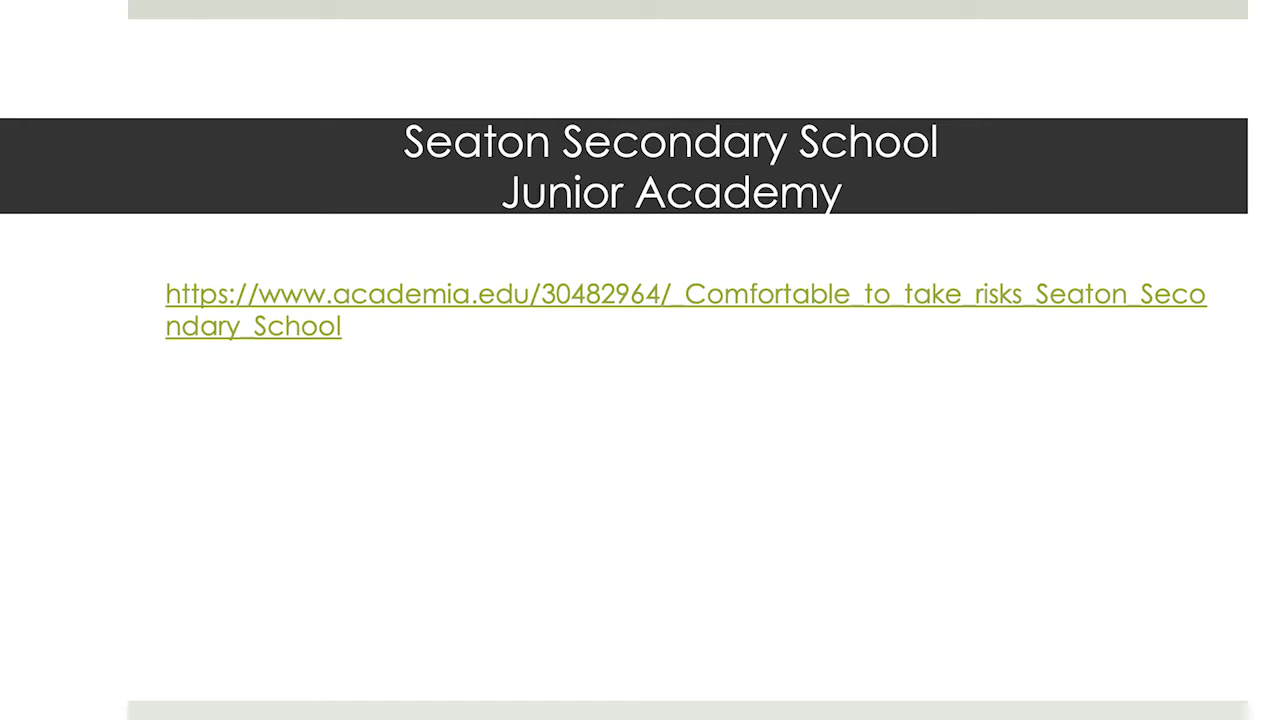 Seaton Secondary School
Junior Academy
https://www.academia.edu/30482964/_Comfortable_to_take_risks_Seaton_Seco
ndary_School